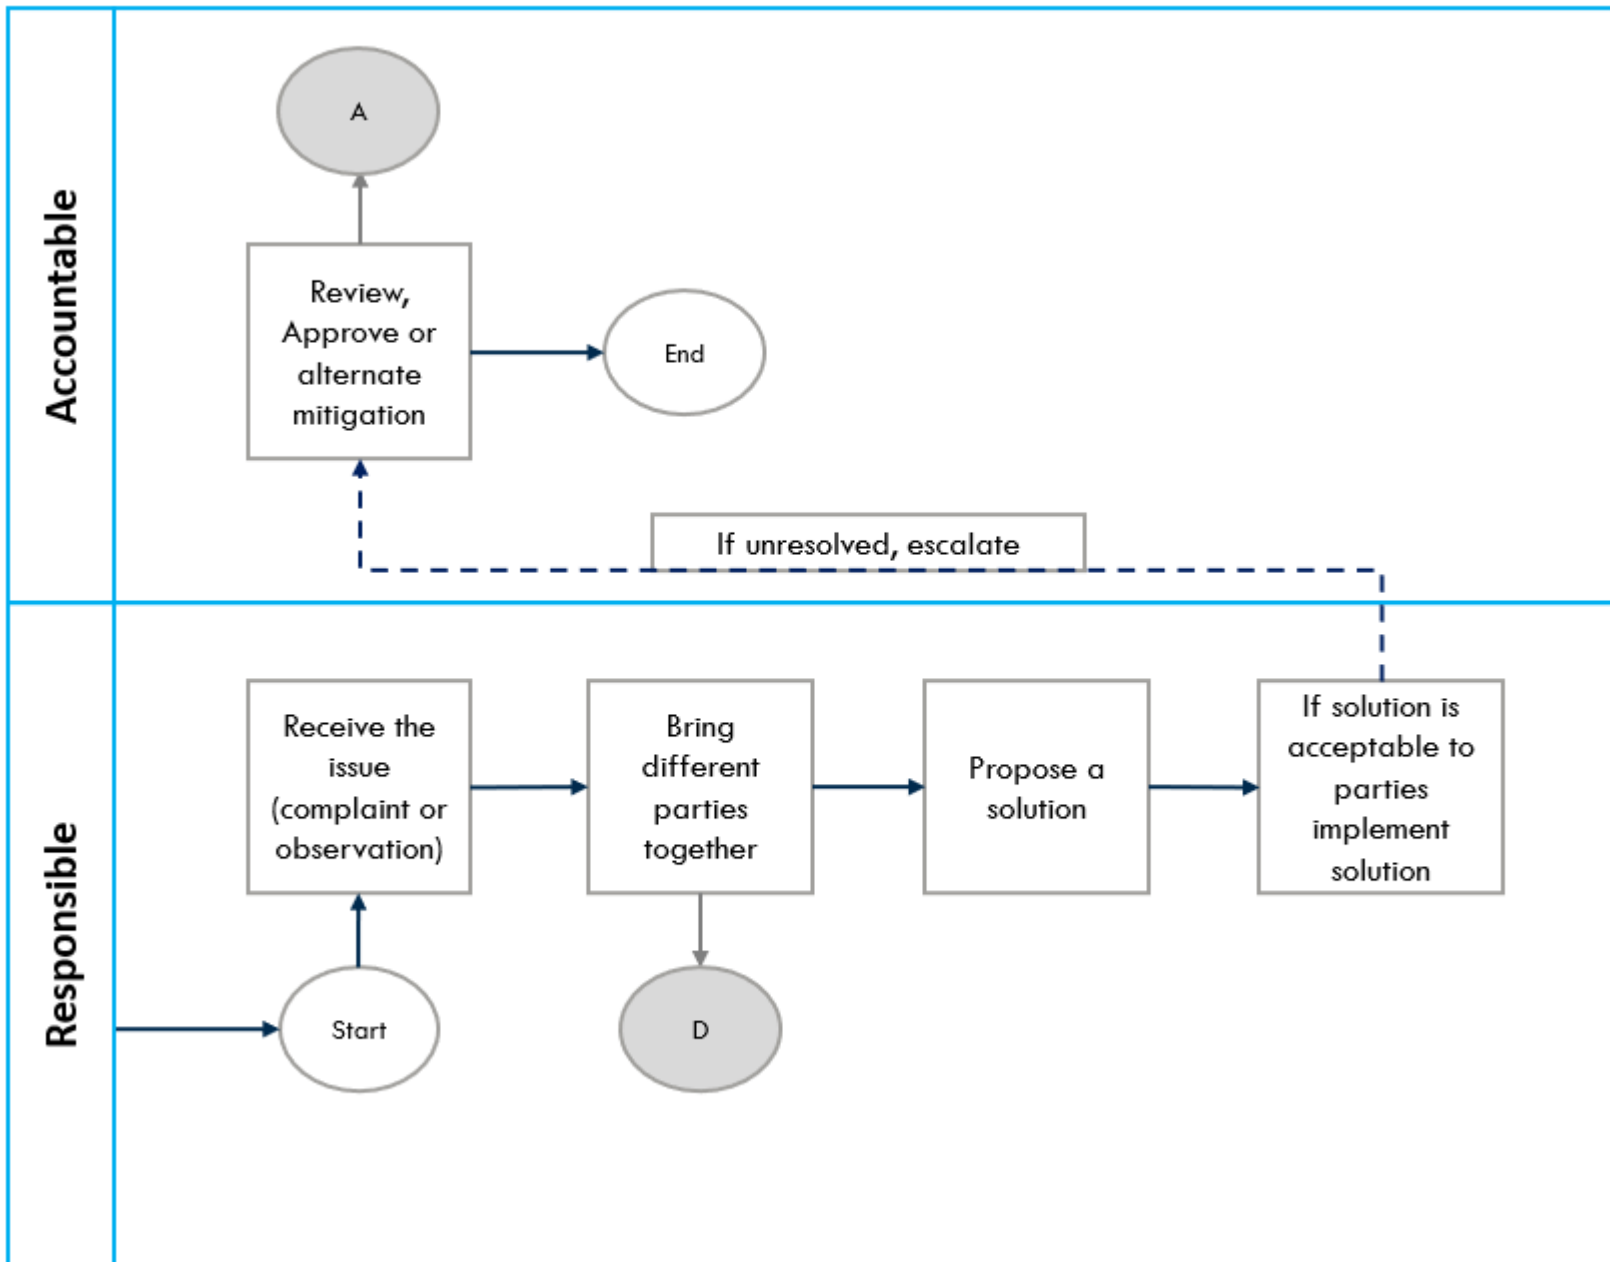 Accountable
A
Review,
Approve or
alternate
mitigation
End
If unresolved, escalate
Responsible
Receive the
issue
(complaint or
observation)
Bring
different
parties
together
Propose a
solution
If solution is
acceptable to
parties
implement
solution
Start
D